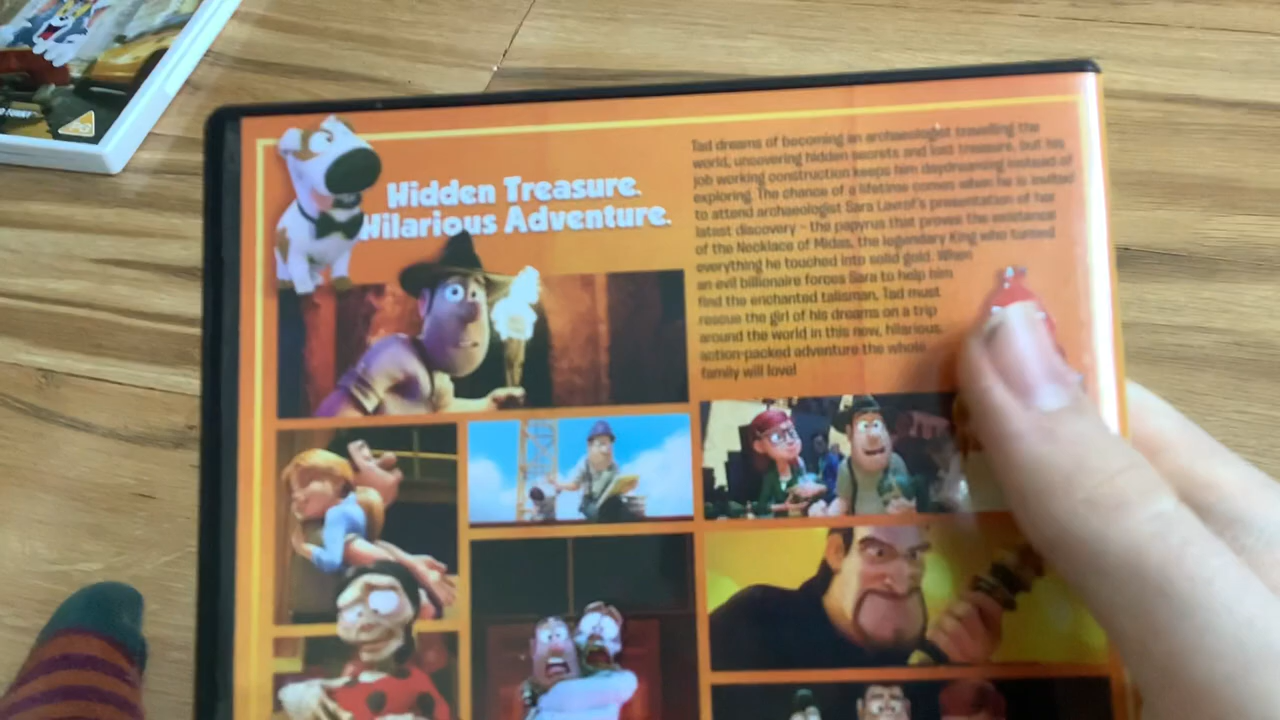 Hidden Treasure.
Hilarious Adventure.
Tad dreams of becoming an archaeologist travelling the
world, uncovering hidden secrets and lost treasure, but his
job working construction keeps him daydreaming instead of
exploring. The chance of a lifetime comes when he is invited
to attend archaeologist Sara Lavrof's presentation of her
latest discovery - the papyrus that proves the existence
of the Necklace of Midas, the legendary King who turned
everything he touched into solid gold. When
an evil billionaire forces Sara to help him
find the enchanted talisman, Tad must
rescue the girl of his dreams on a trip
around the world in this new, hilarious,
action-packed adventure the whole
family will love!
PG